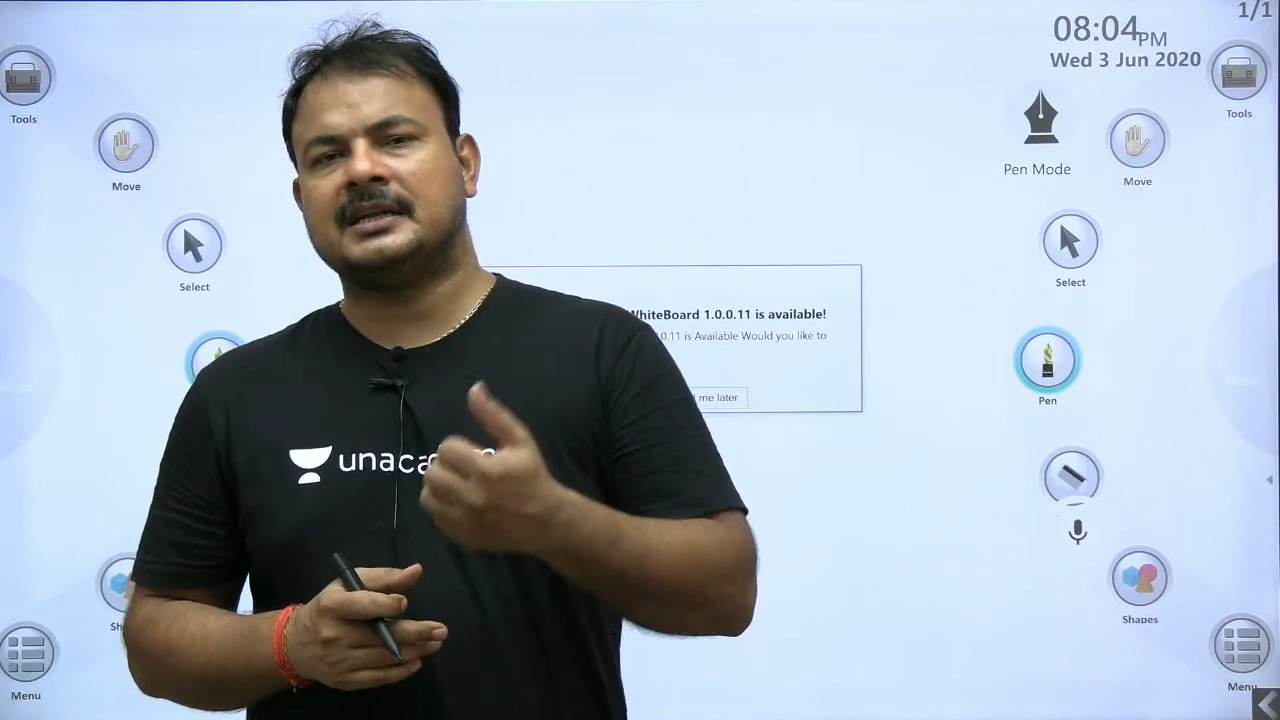 1/1
08:04PM
Wed 3 Jun 2020
Tools
Tools
Move
Pen Mode
Move
Select
Select
WhiteBoard 1.0.0.11 is available!
0.11 is Available Would you like to
me later
Pen
unaca
Shapes
Menu
Menu